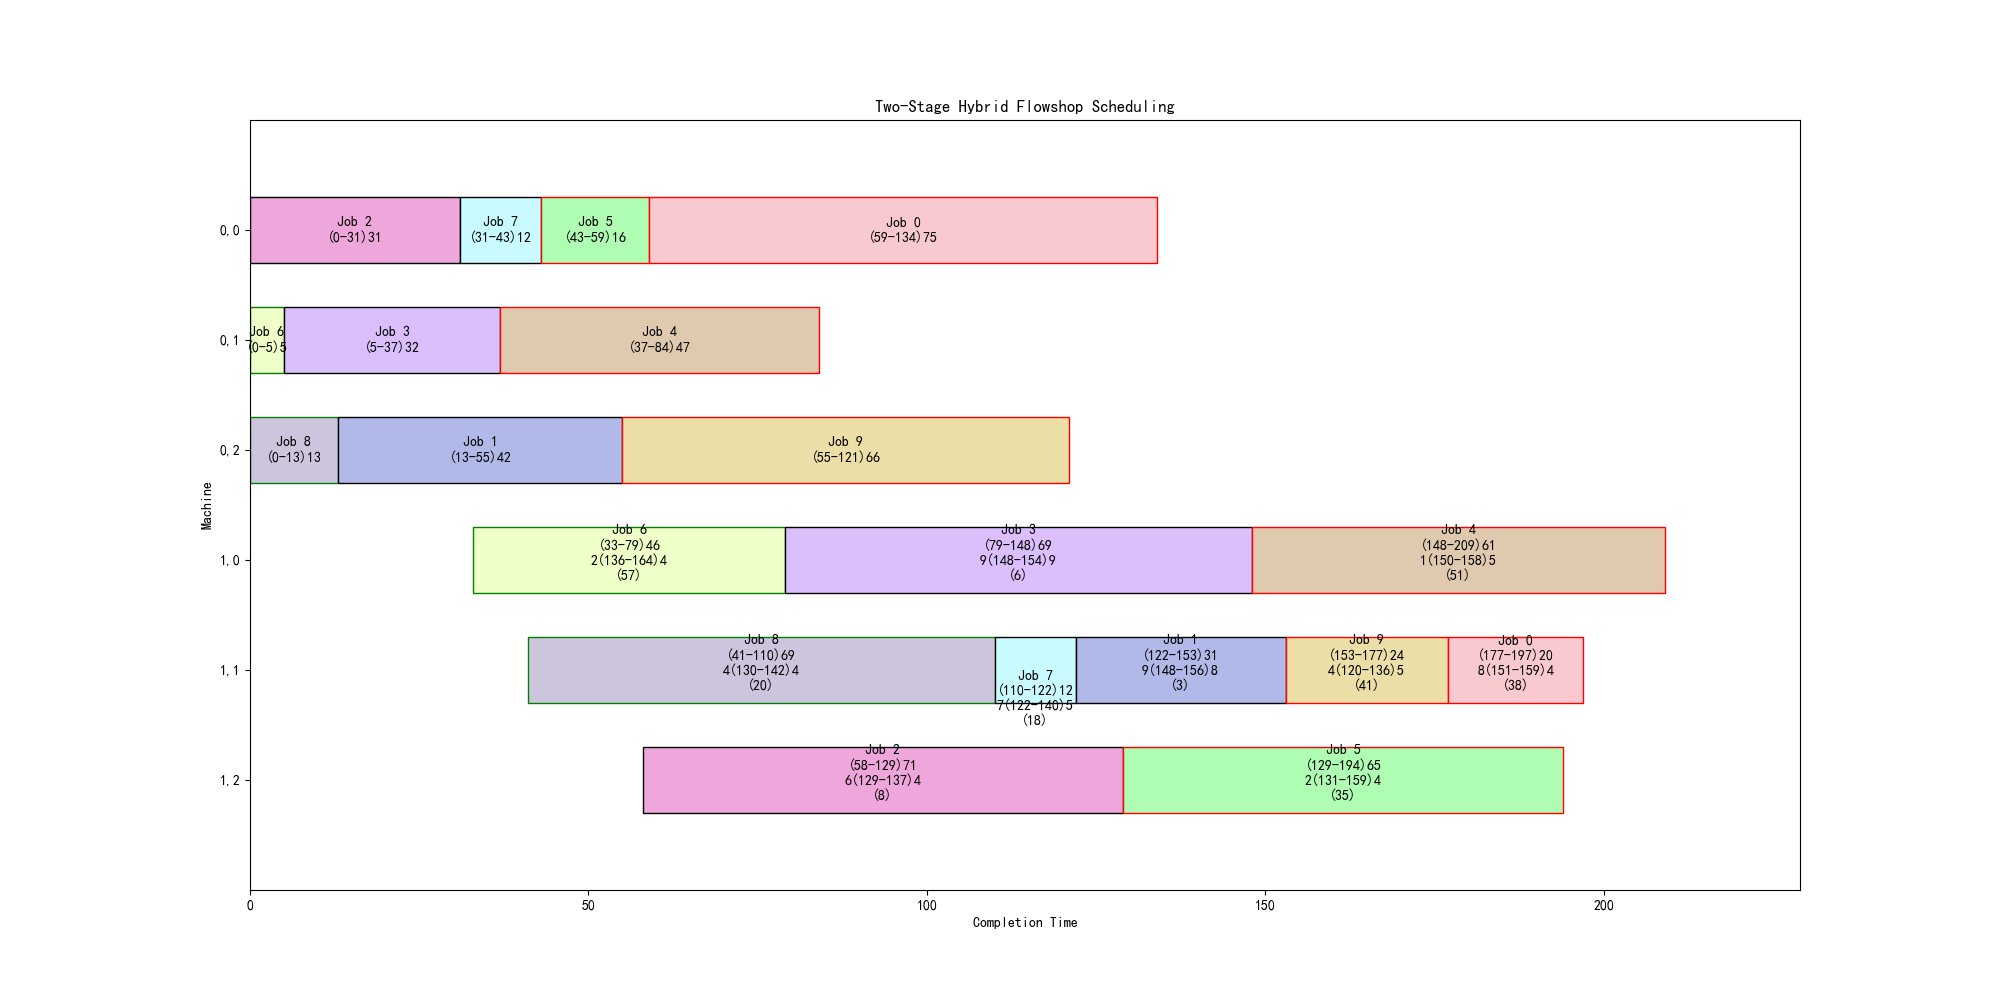 Two-Stage Hybrid Flowshop Scheduling
Machine
0,0
Job 2
(0-31)31
Job 7
(31-43)12
Job 5
(43-59)16
Job 0
(59-134)75
0,1
Job 6
(0-5)5
Job 3
(5-37)32
Job 4
(37-84)47
0,2
Job 8
(0-13)13
Job 1
(13-55)42
Job 9
(55-121)66
1,0
Job 6
(33-79)46
2(136-164)4
(57)
Job 3
(79-148)69
9(148-154)9
(6)
Job 4
(148-209)61
1(150-158)5
(51)
1,1
Job 8
(41-110)69
4(130-142)4
(20)
Job 7
(110-122)12
7(122-140)5
(18)
Job 1
(122-153)31
9(148-156)8
(3)
Job 9
(153-177)24
4(120-136)5
(41)
Job 0
(177-197)20
8(151-159)4
(38)
1,2
Job 2
(58-129)71
6(129-137)4
(8)
Job 5
(129-194)65
2(131-159)4
(35)
0
50
100
150
200
Completion Time